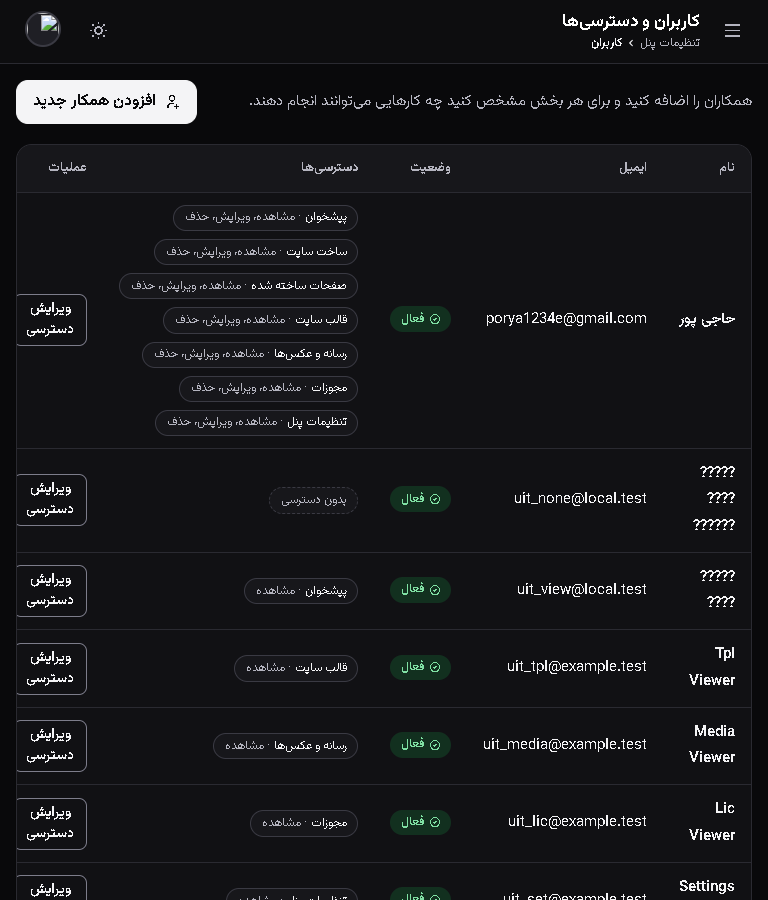 کاربران و دسترسی‌ها
تنظیمات پنل › کاربران
همکاران را اضافه کنید و برای هر بخش مشخص کنید چه کارهایی می‌توانند انجام دهند.
افزودن همکار جدید
نام ایمیل وضعیت دسترسی‌ها عملیات
حاجی پور porya1234e@gmail.com فعال
پیشخوان · مشاهده، ویرایش، حذف
ساخت سایت · مشاهده، ویرایش، حذف
صفحات ساخته شده · مشاهده، ویرایش، حذف
قالب سایت · مشاهده، ویرایش، حذف
رسانه و عکس‌ها · مشاهده، ویرایش، حذف
مجوزات · مشاهده، ویرایش، حذف
تنظیمات پنل · مشاهده، ویرایش، حذف
ویرایش
دسترسی
?????
????
??????
uit_none@local.test فعال بدون دسترسی
ویرایش
دسترسی
?????
????
uit_view@local.test فعال پیشخوان · مشاهده
ویرایش
دسترسی
Tpl
Viewer
uit_tpl@example.test فعال قالب سایت · مشاهده
ویرایش
دسترسی
Media
Viewer
uit_media@example.test فعال رسانه و عکس‌ها · مشاهده
ویرایش
دسترسی
Lic
Viewer
uit_lic@example.test فعال مجوزات · مشاهده
ویرایش
دسترسی
Settings
uit_set@example.test فعال
ویرایش